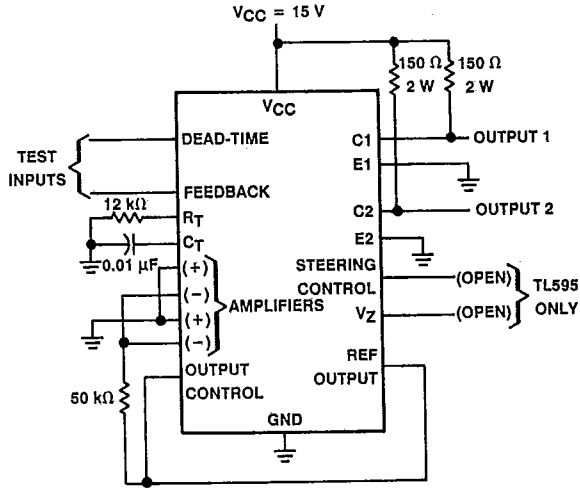 VCC = 15 V
150 Ω
2 W
150 Ω
2 W
VCC
TEST
INPUTS
DEAD-TIME
FEEDBACK
12 kΩ
RT
CT
0.01 µF
(+)
(−)
(+)
(−)
AMPLIFIERS
50 kΩ
OUTPUT
CONTROL
GND
C1
OUTPUT 1
E1
C2
OUTPUT 2
E2
STEERING
CONTROL
(OPEN)
VZ
(OPEN)
TL595
ONLY
REF
OUTPUT